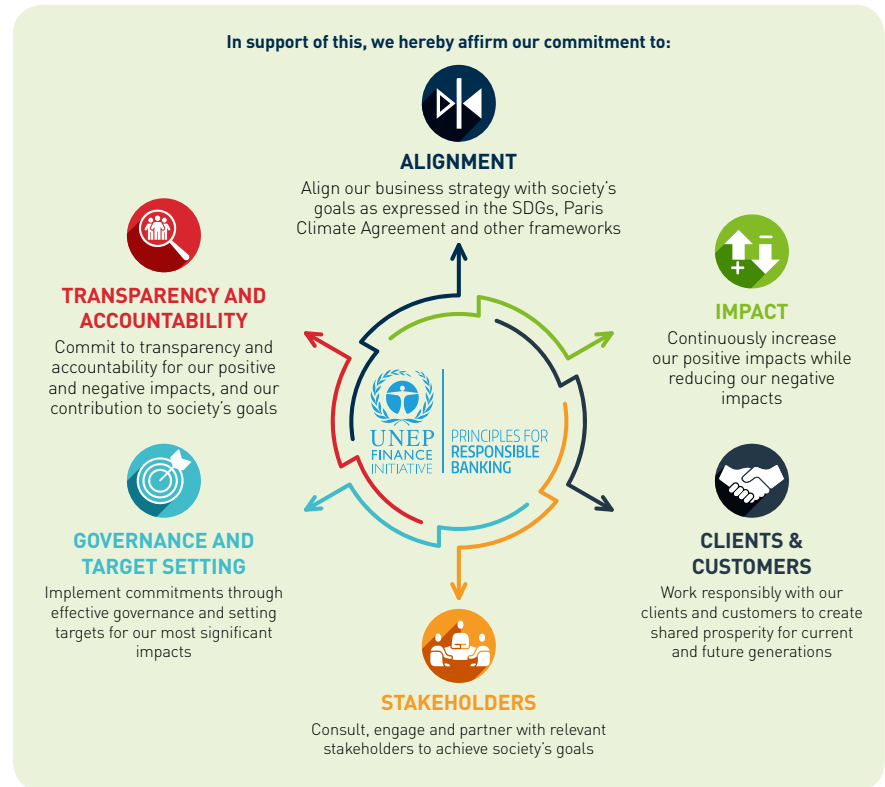 In support of this, we hereby affirm our commitment to:
ALIGNMENT
Align our business strategy with society’s
goals as expressed in the SDGs, Paris
Climate Agreement and other frameworks
IMPACT
Continuously increase
our positive impacts while
reducing our negative
impacts
CLIENTS &
CUSTOMERS
Work responsibly with our
clients and customers to create
shared prosperity for current
and future generations
STAKEHOLDERS
Consult, engage and partner with relevant
stakeholders to achieve society’s goals
GOVERNANCE AND
TARGET SETTING
Implement commitments through
effective governance and setting
targets for our most significant
impacts
TRANSPARENCY AND
ACCOUNTABILITY
Commit to transparency and
accountability for our positive
and negative impacts, and our
contribution to society’s goals
UNEP
FINANCE
INITIATIVE
PRINCIPLES FOR
RESPONSIBLE
BANKING